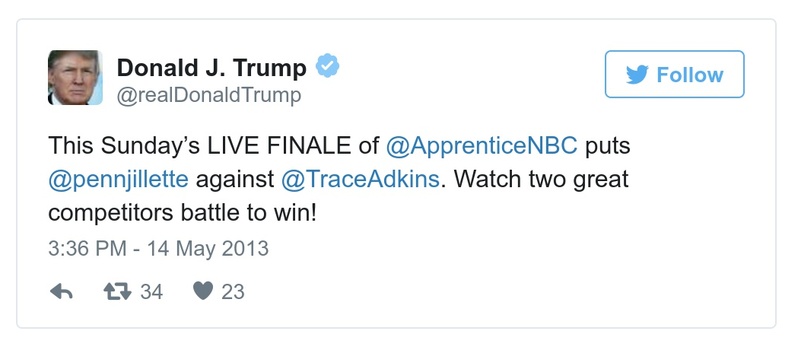 Donald J. Trump
@realDonaldTrump
Follow
This Sunday’s LIVE FINALE of @ApprenticeNBC puts
@pennjillette against @TraceAdkins. Watch two great
competitors battle to win!
3:36 PM - 14 May 2013
34 23